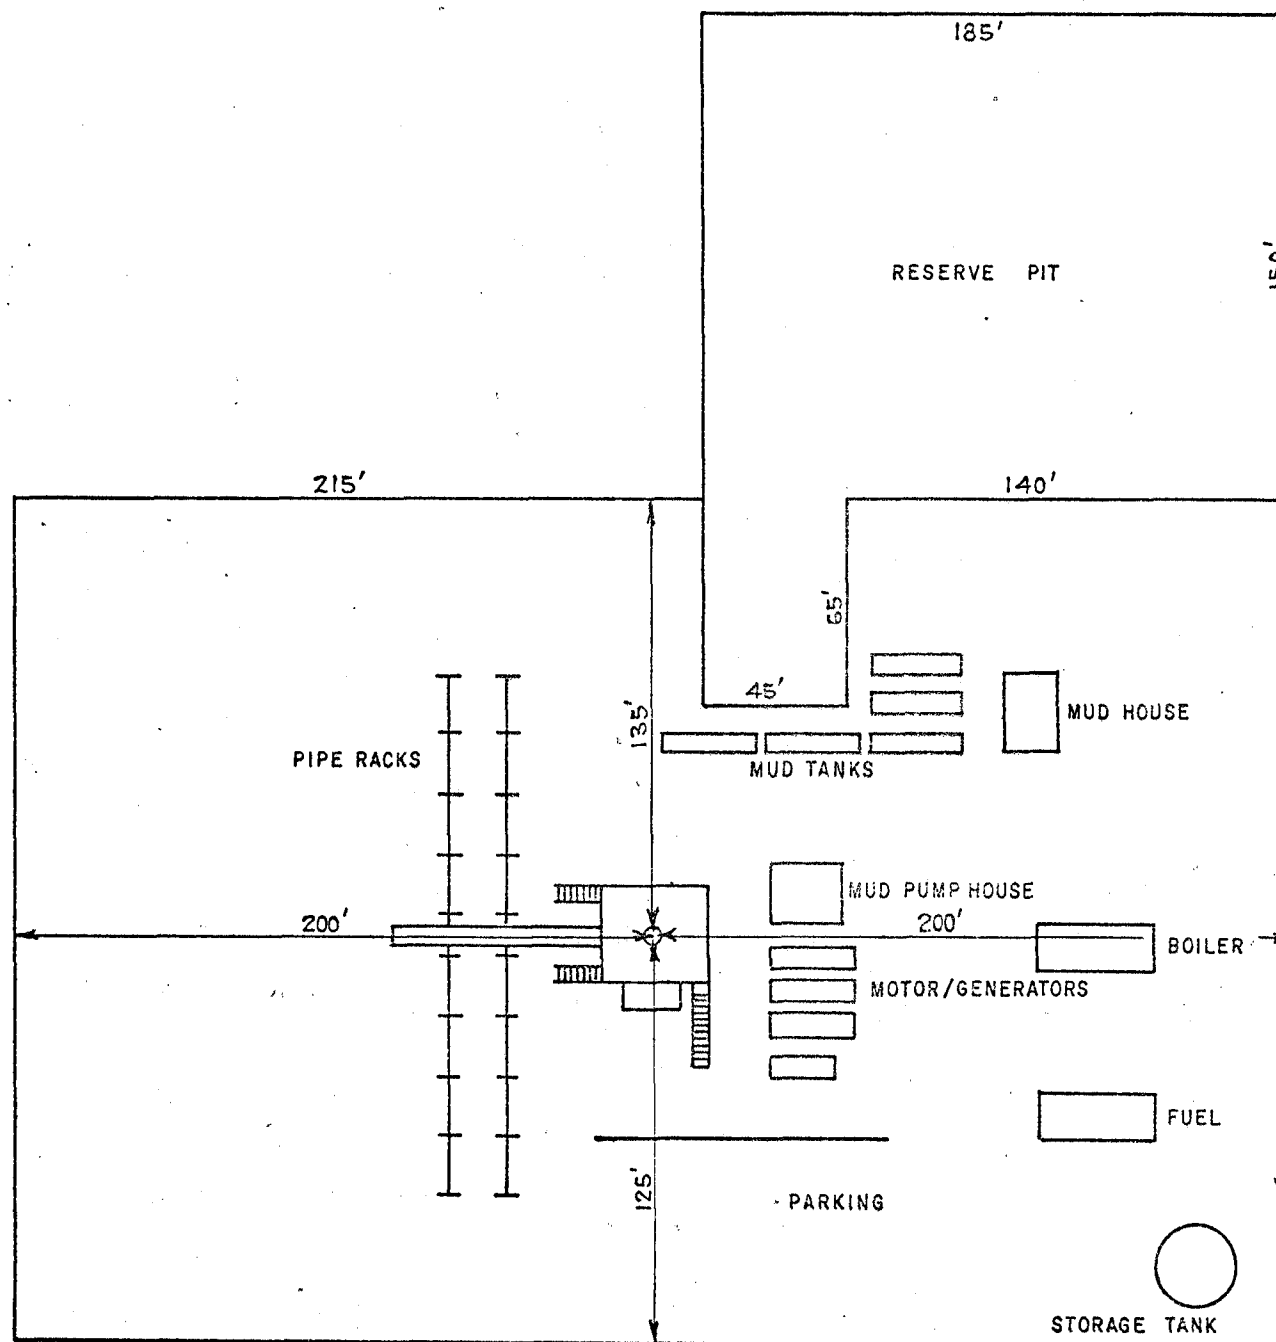 185'
RESERVE PIT
150'
215'
140'
65'
45'
135'
MUD HOUSE
PIPE RACKS
MUD TANKS
MUD PUMP HOUSE
200'
200'
BOILER
MOTOR/GENERATORS
FUEL
125'
PARKING
STORAGE TANK